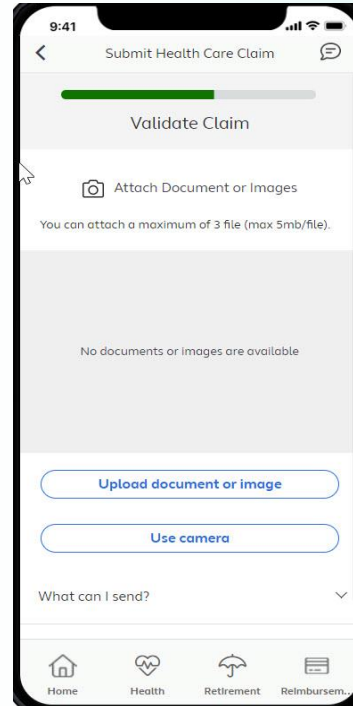 9:41
Submit Health Care Claim
Validate Claim
Attach Document or Images
You can attach a maximum of 3 file (max 5mb/file).
No documents or images are available
Upload document or image
Use camera
What can I send?
Home Health Retirement Reimbursem...